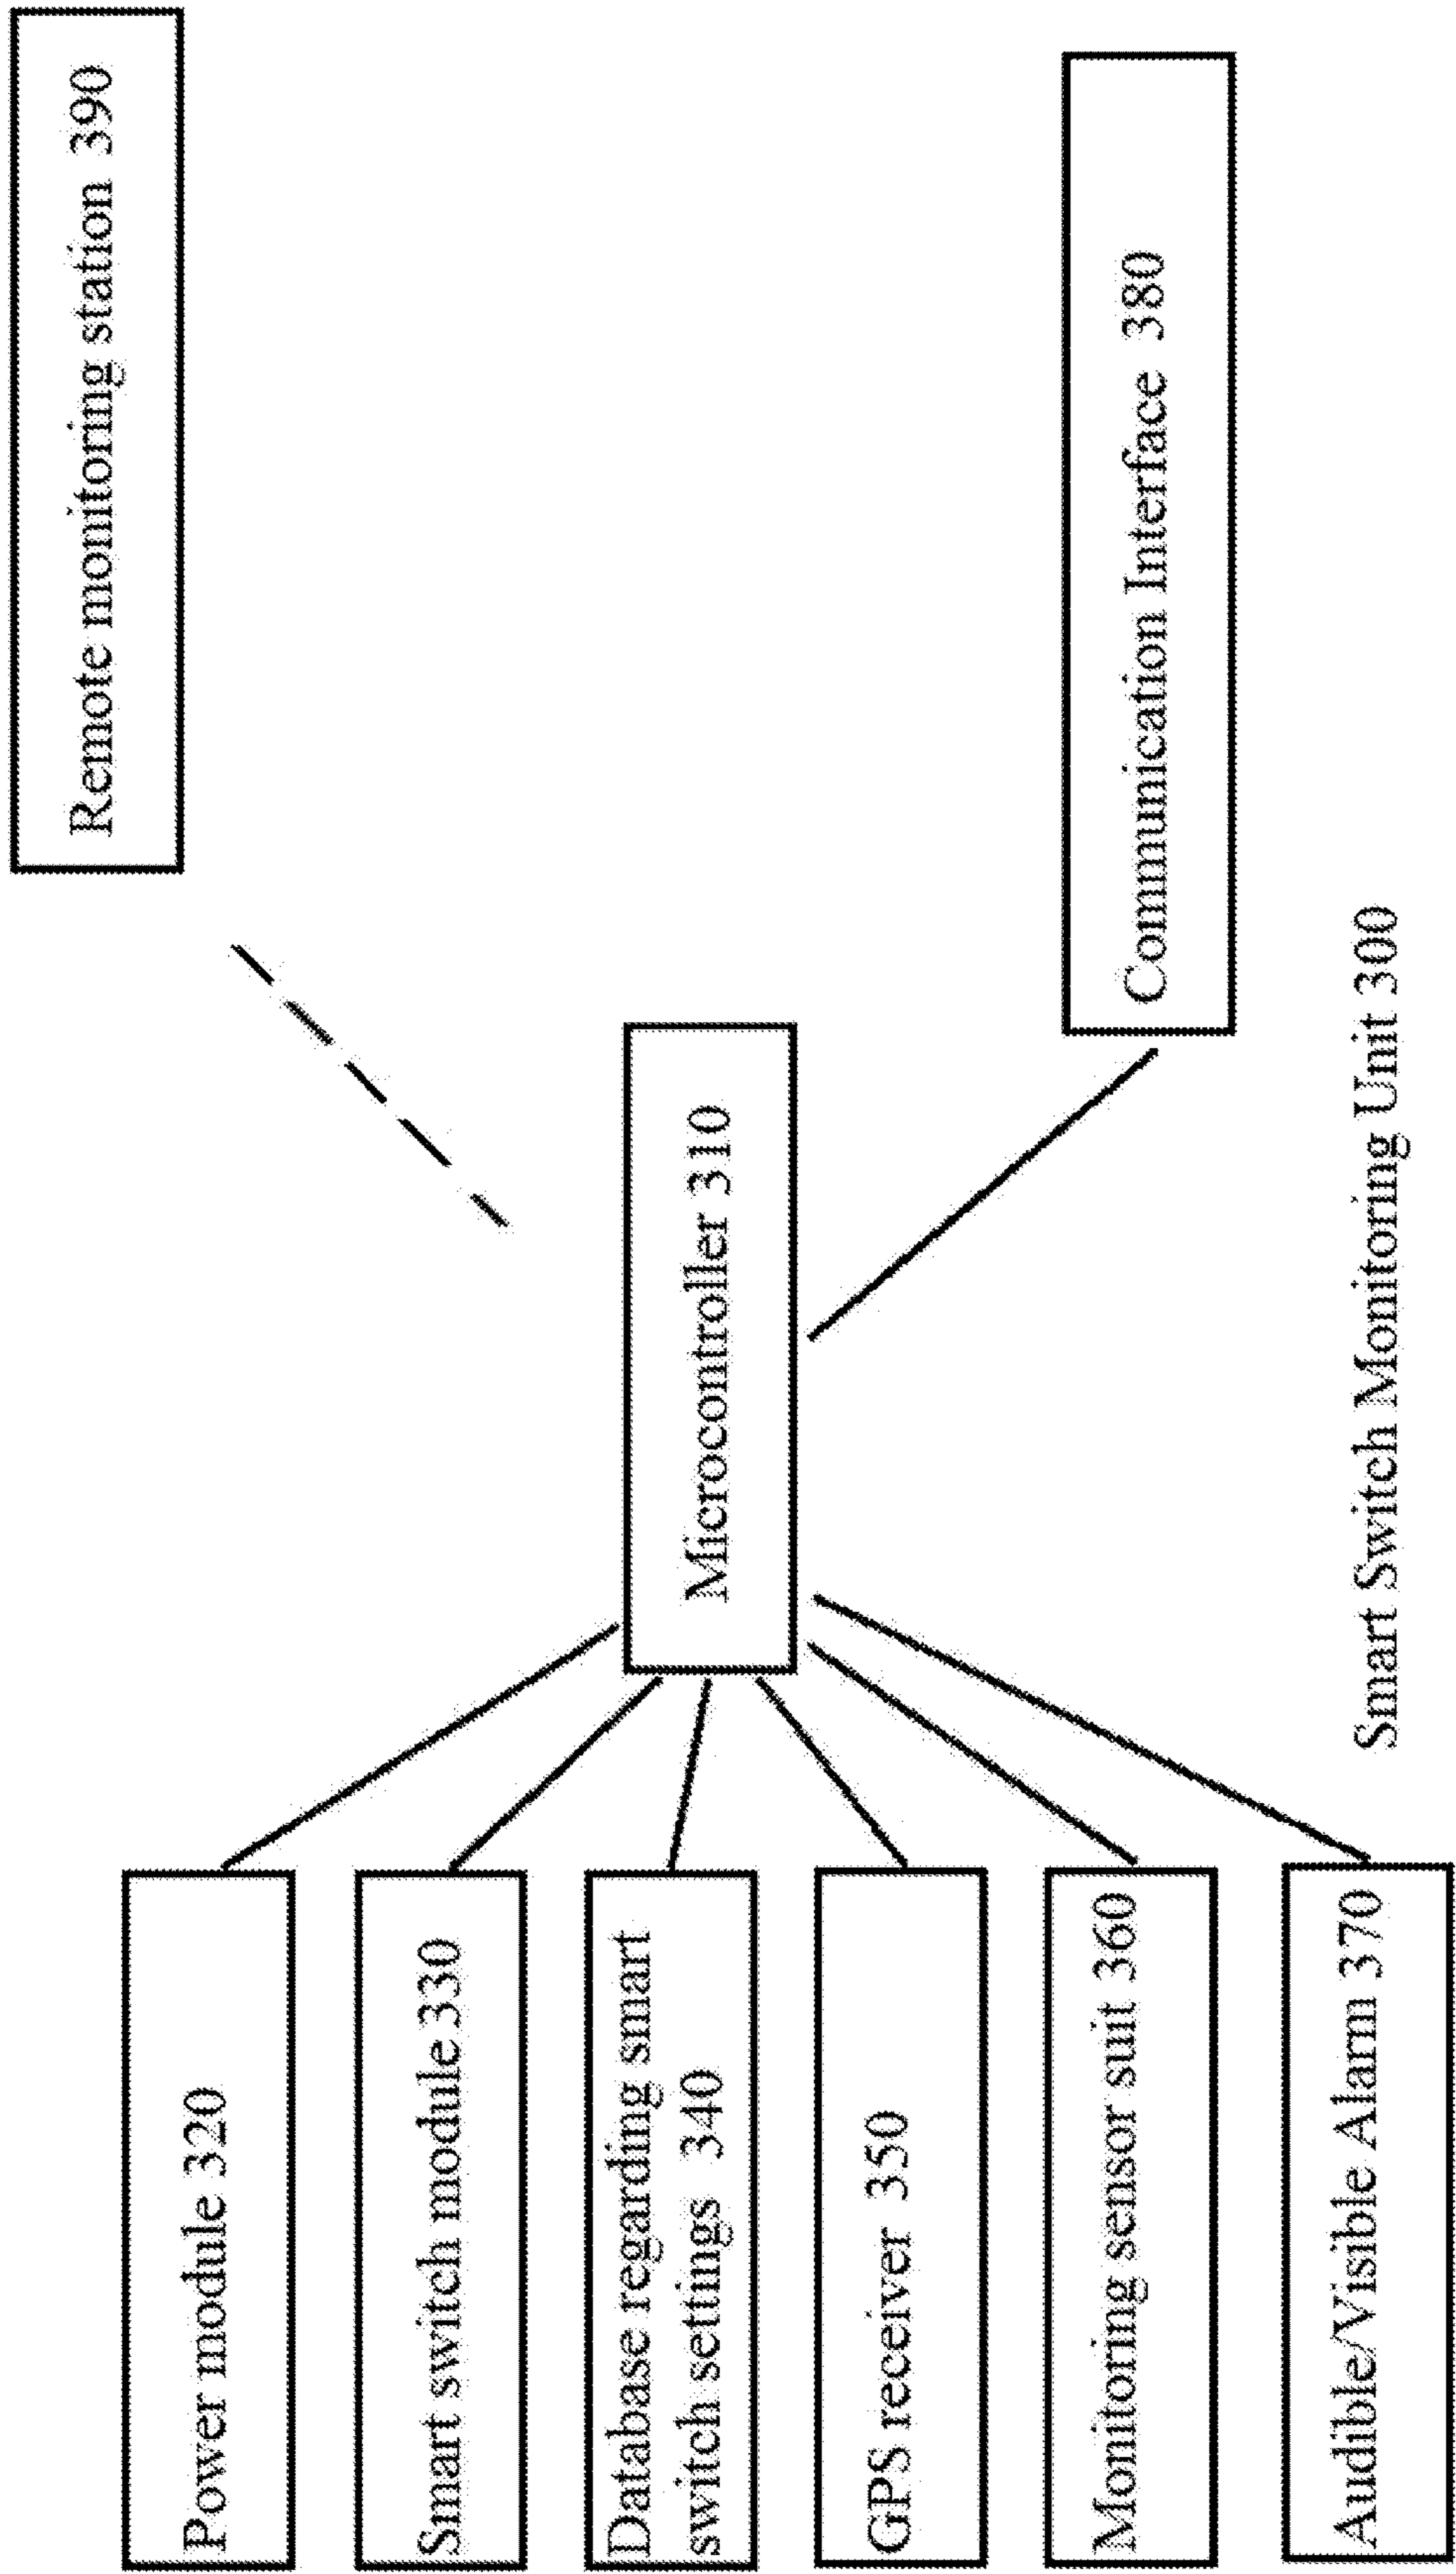 Power module 320
Smart switch module 330
Database regarding smart
switch settings 340
GPS receiver 350
Monitoring sensor suit 360
Audible/Visible Alarm 370
Microcontroller 310
Remote monitoring station 390
Communication Interface 380
Smart Switch Monitoring Unit 300